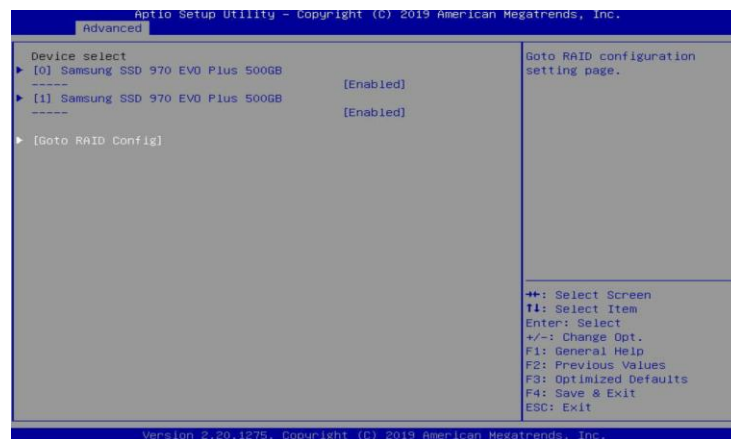 Aptio Setup Utility – Copyright (C) 2019 American Megatrends, Inc.
Advanced
Device select
[0] Samsung SSD 970 EVO Plus 500GB
----- [Enabled]
[1] Samsung SSD 970 EVO Plus 500GB
----- [Enabled]
[Goto RAID Config]
Goto RAID configuration
setting page.
→←: Select Screen
↑↓: Select Item
Enter: Select
+/-: Change Opt.
F1: General Help
F2: Previous Values
F3: Optimized Defaults
F4: Save & Exit
ESC: Exit
Version 2.20.1275. Copyright (C) 2019 American Megatrends, Inc.